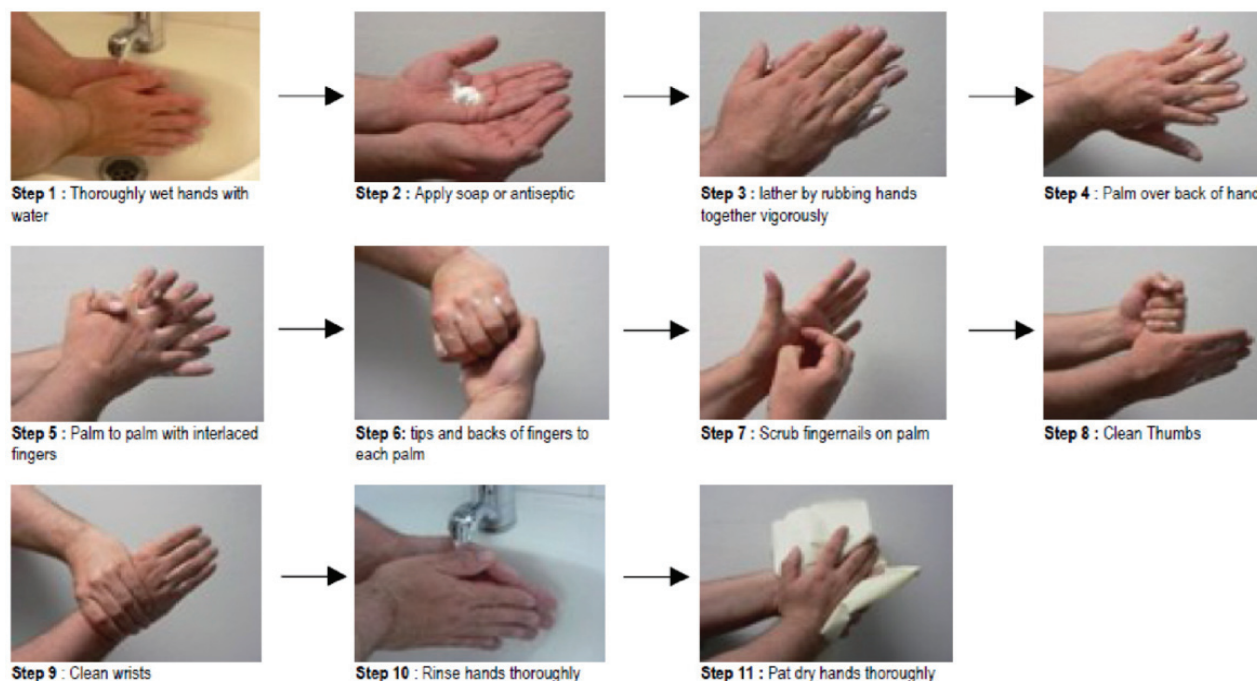 Step 1 : Thoroughly wet hands with
water
Step 2 : Apply soap or antiseptic
Step 3 : lather by rubbing hands
together vigorously
Step 4 : Palm over back of hand
Step 5 : Palm to palm with interlaced
fingers
Step 6: tips and backs of fingers to
each palm
Step 7 : Scrub fingernails on palm
Step 8 : Clean Thumbs
Step 9 : Clean wrists
Step 10 : Rinse hands thoroughly
Step 11 : Pat dry hands thoroughly